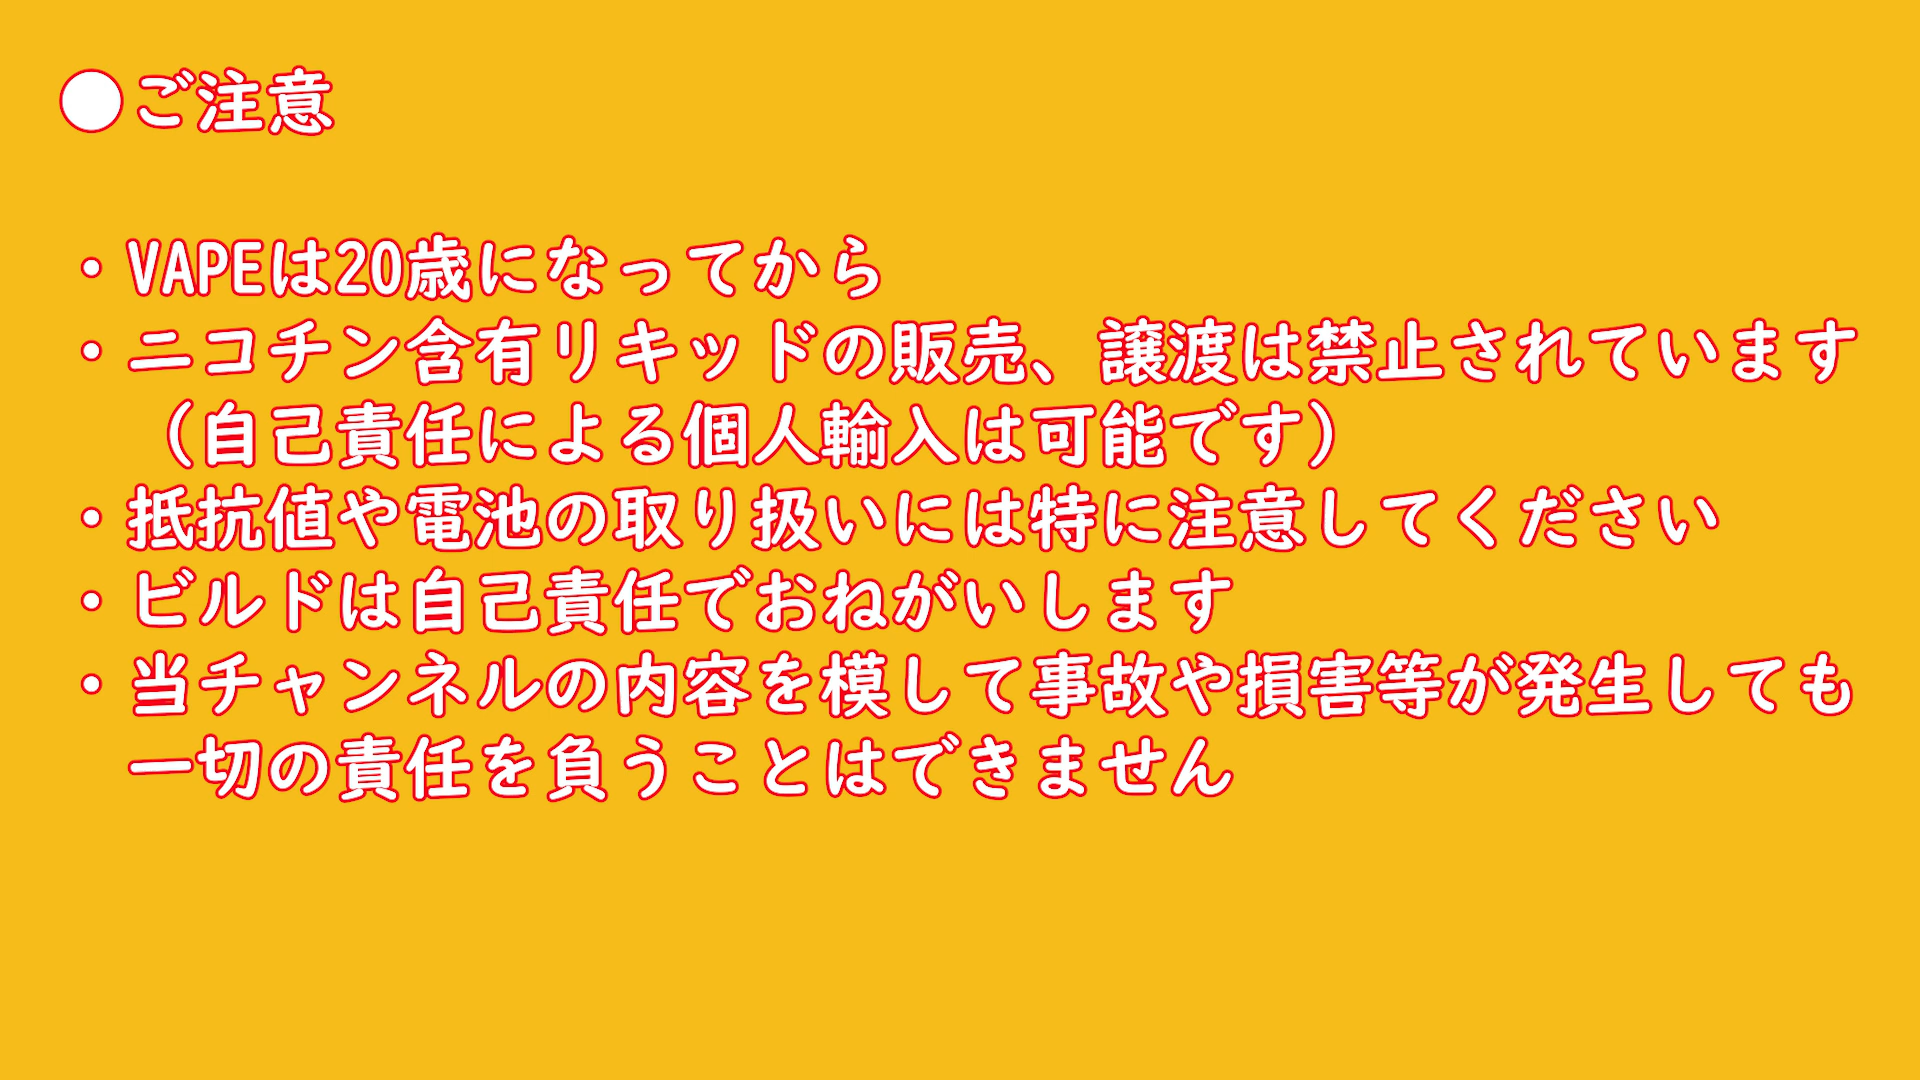 ●ご注意
・VAPEは20歳になってから
・ニコチン含有リキッドの販売、譲渡は禁止されています
（自己責任による個人輸入は可能です）
・抵抗値や電池の取り扱いには特に注意してください
・ビルドは自己責任でおねがいします
・当チャンネルの内容を模して事故や損害等が発生しても
一切の責任を負うことはできません